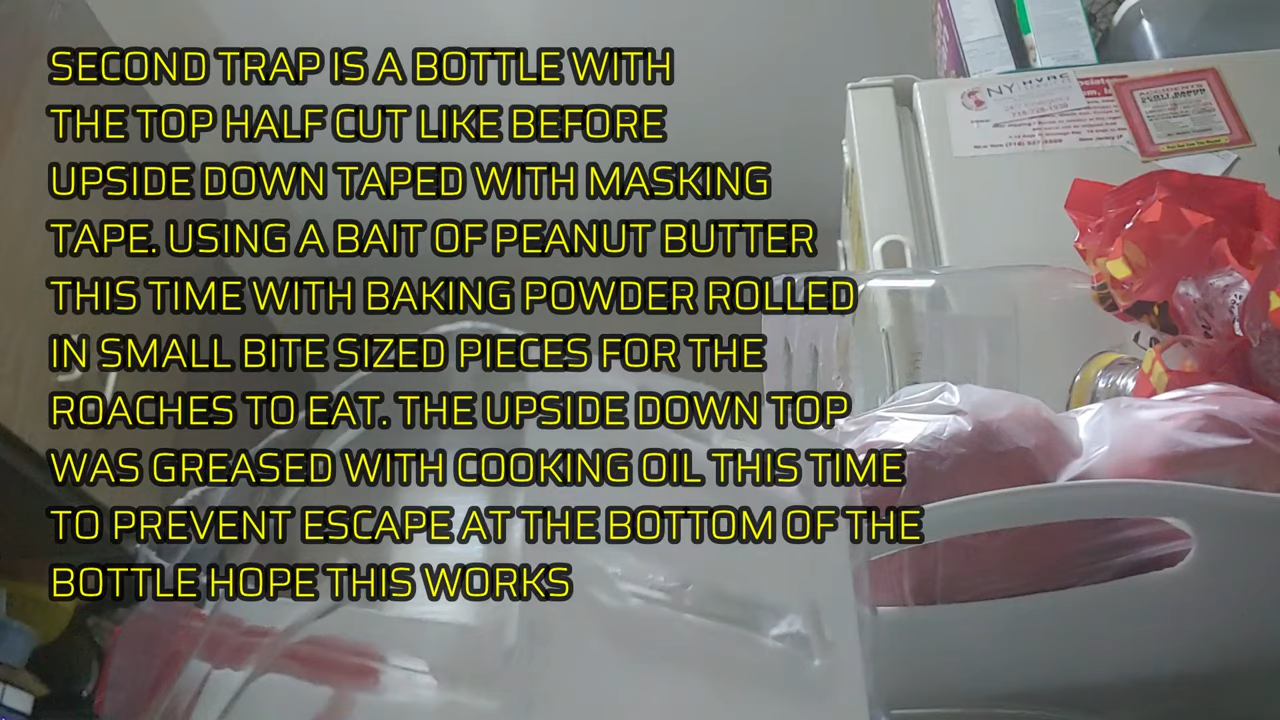 SECOND TRAP IS A BOTTLE WITH
THE TOP HALF CUT LIKE BEFORE
UPSIDE DOWN TAPED WITH MASKING
TAPE. USING A BAIT OF PEANUT BUTTER
THIS TIME WITH BAKING POWDER ROLLED
IN SMALL BITE SIZED PIECES FOR THE
ROACHES TO EAT. THE UPSIDE DOWN TOP
WAS GREASED WITH COOKING OIL THIS TIME
TO PREVENT ESCAPE AT THE BOTTOM OF THE
BOTTLE HOPE THIS WORKS
NY HVAC
ACCIDENTS